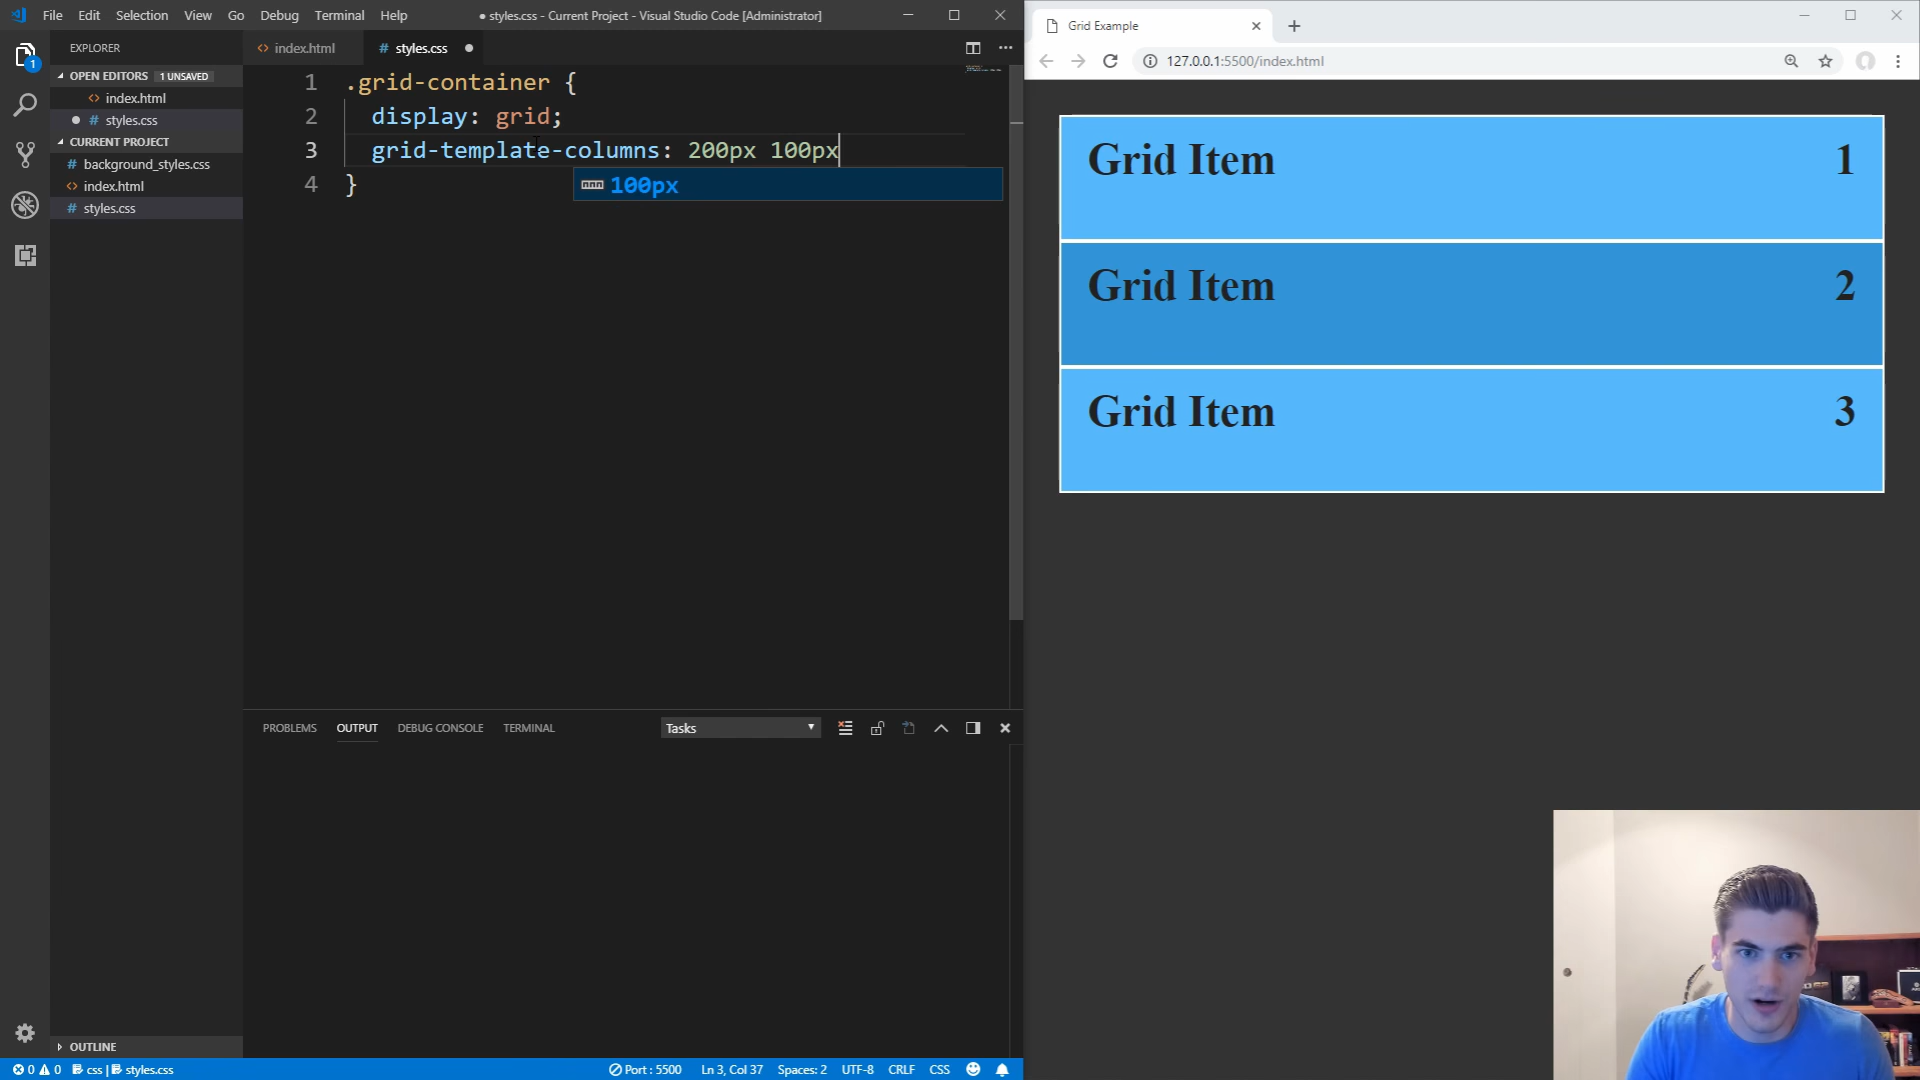 File Edit Selection View Go Debug Terminal Help
● styles.css - Current Project - Visual Studio Code [Administrator]
Grid Example
EXPLORER
index.html
# styles.css
127.0.0.1:5500/index.html
OPEN EDITORS 1 UNSAVED
index.html
# styles.css
CURRENT PROJECT
# background_styles.css
index.html
# styles.css
1
1 .grid-container {
2 display: grid;
3 grid-template-columns: 200px 100px
4 }
100px
Grid Item 1
Grid Item 2
Grid Item 3
PROBLEMS OUTPUT DEBUG CONSOLE TERMINAL
Tasks
OUTLINE
0 0 css | styles.css
Port : 5500 Ln 3, Col 37 Spaces: 2 UTF-8 CRLF CSS